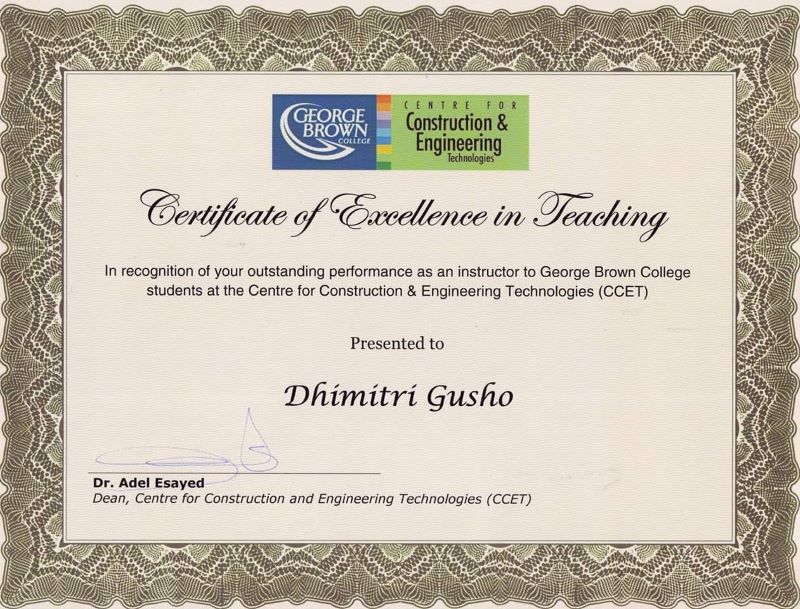 GEORGE
BROWN
COLLEGE
CENTRE FOR
Construction &
Engineering
Technologies
Certificate of Excellence in Teaching
In recognition of your outstanding performance as an instructor to George Brown College
students at the Centre for Construction & Engineering Technologies (CCET)
Presented to
Dhimitri Gusho
Dr. Adel Esayed
Dean, Centre for Construction and Engineering Technologies (CCET)